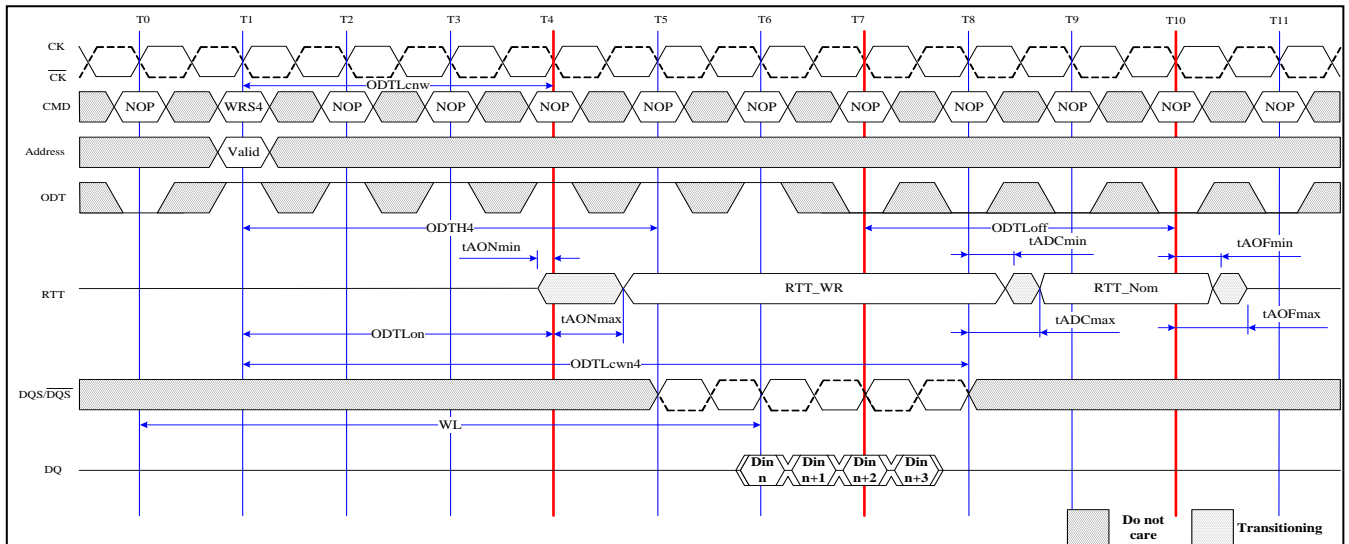 T0 T1 T2 T3 T4 T5 T6 T7 T8 T9 T10 T11
CK
CK
ODTLcnw
CMD NOP WRS4 NOP NOP NOP NOP NOP NOP NOP NOP NOP NOP
Address Valid
ODT
ODTH4 ODTLoff
tAONmin tADCmin tAOFmin
RTT RTT_WR RTT_Nom
tAONmax tADCmax tAOFmax
ODTLon
ODTLcwn4
DQS/DQS
WL
DQ
Din n
Din n+1
Din n+2
Din n+3
Do not care
Transitioning